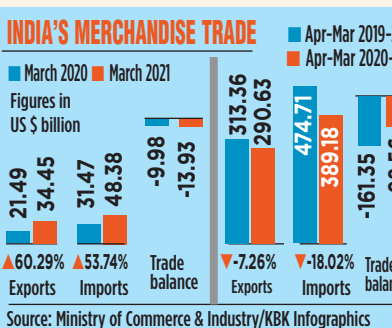 INDIA'S MERCHANDISE TRADE
March 2020 March 2021
Figures in
US $ billion
21.49 34.45 31.47 48.38 -9.98 -13.93
▲60.29% ▲53.74% Trade
Exports Imports balance
Apr-Mar 2019-
Apr-Mar 2020-
313.36 290.63 474.71 389.18 -161.35
▼-7.26% ▼-18.02% Trade
Exports Imports balan
Source: Ministry of Commerce & Industry/KBK Infographics